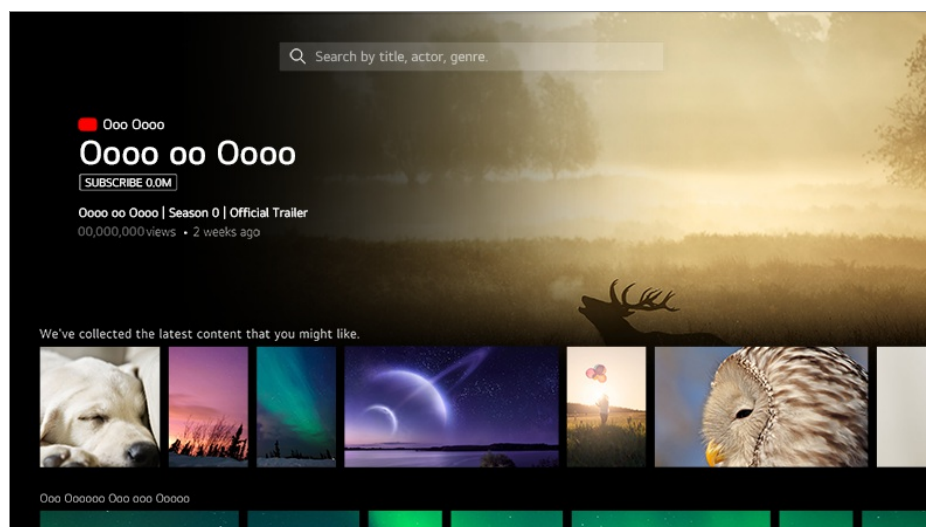 Search by title, actor, genre.
Ooo Oooo
Oooo oo Oooo
SUBSCRIBE 0.0M
Oooo oo Oooo | Season 0 | Official Trailer
00,000,000 views • 2 weeks ago
We've collected the latest content that you might like.
Ooo Oooooo Ooo ooo Ooooo